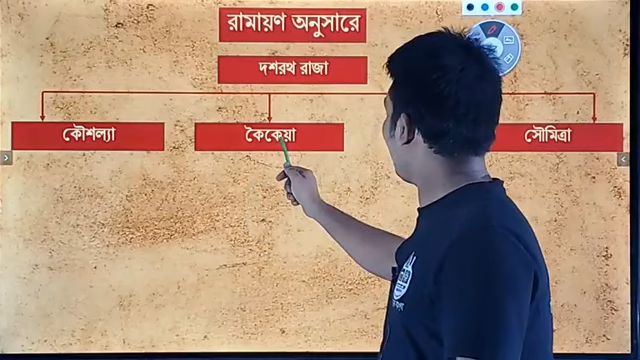 রামায়ণ অনুসারে
দশরথ রাজা
কৌশল্যা
কৈকেয়া
সৌমিত্রা